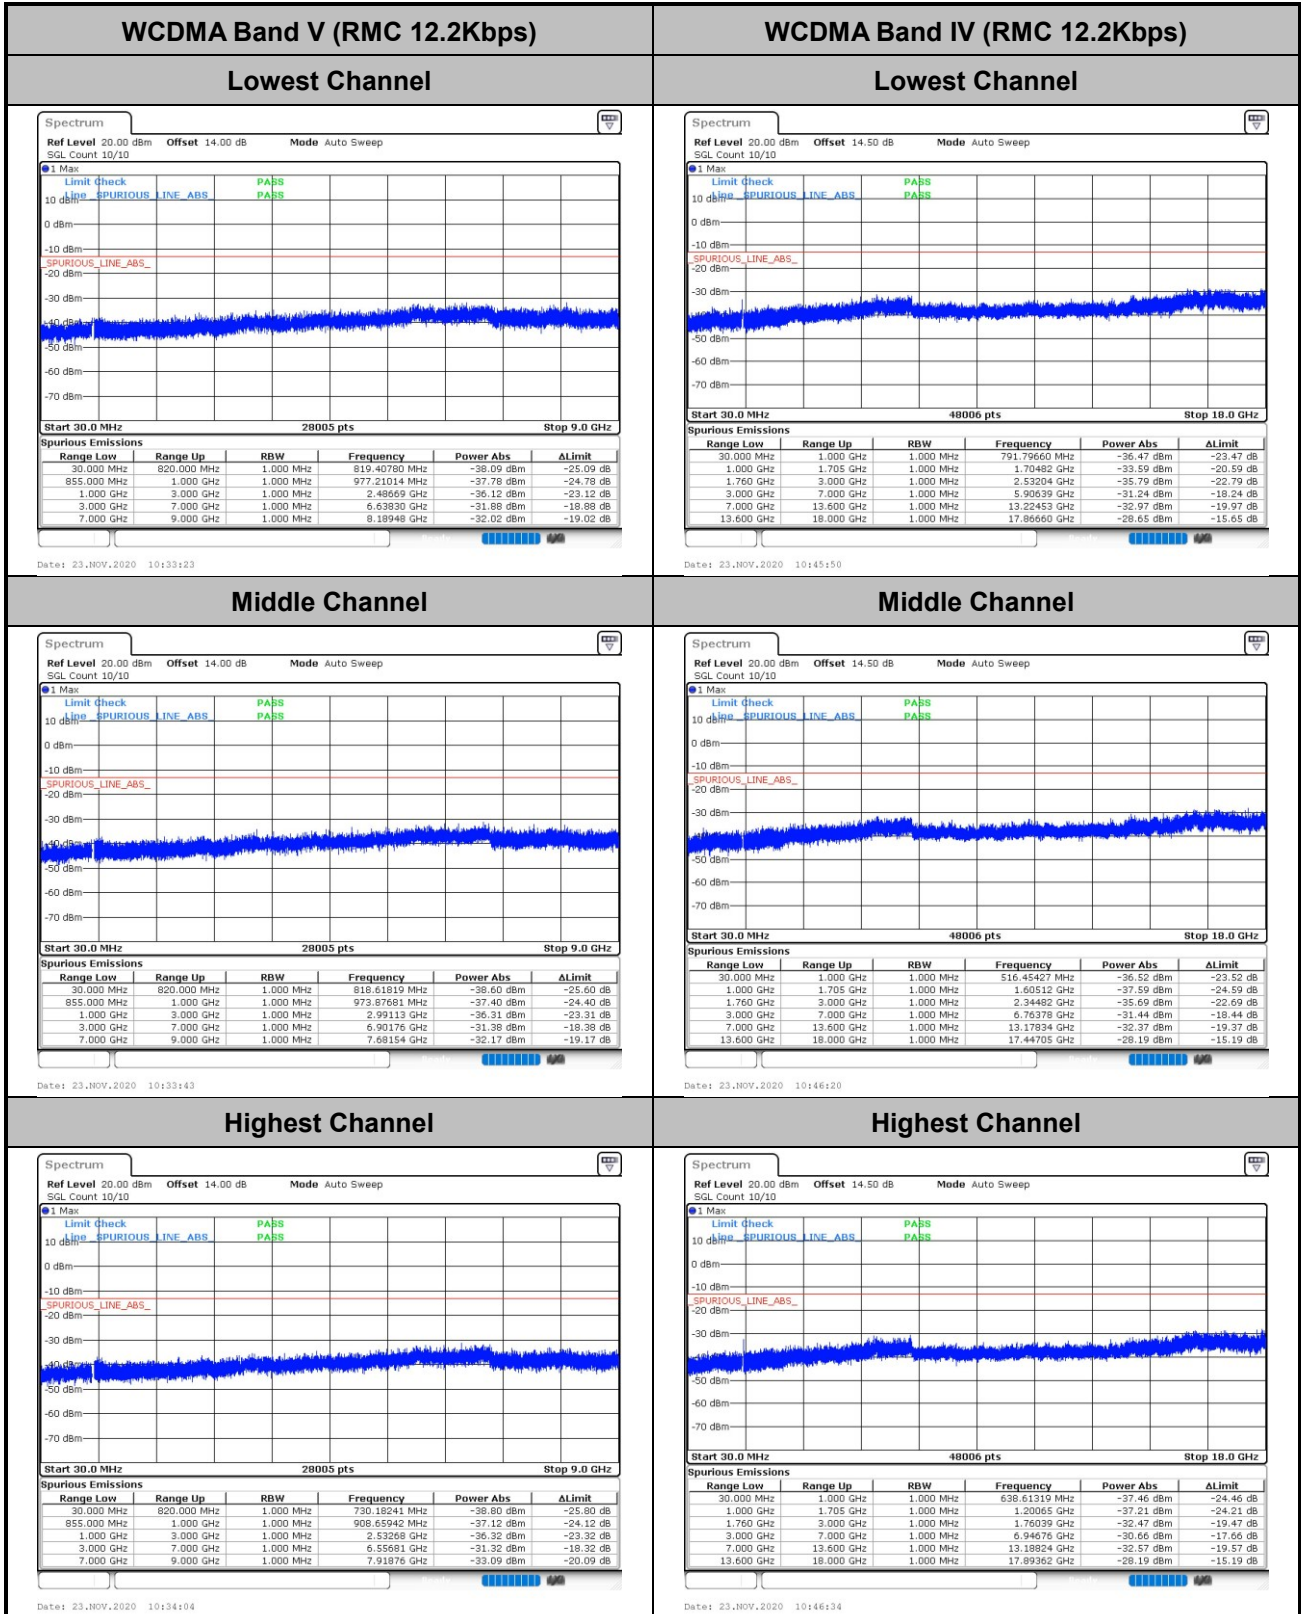 WCDMA Band V (RMC 12.2Kbps) WCDMA Band IV (RMC 12.2Kbps)
Lowest Channel Lowest Channel
Spectrum
Ref Level 20.00 dBm Offset 14.00 dB Mode Auto Sweep
SGL Count 10/10
1 Max
Limit Check PASS
Line _SPURIOUS_LINE_ABS_ PASS
10 dBm
0 dBm
-10 dBm
_SPURIOUS_LINE_ABS_
-20 dBm
-30 dBm
-40 dBm
-50 dBm
-60 dBm
-70 dBm
Start 30.0 MHz 28005 pts Stop 9.0 GHz
Spurious Emissions
Range Low Range Up RBW Frequency Power Abs ΔLimit
30.000 MHz 820.000 MHz 1.000 MHz 819.40780 MHz -38.09 dBm -25.09 dB
855.000 MHz 1.000 GHz 1.000 MHz 977.21014 MHz -37.78 dBm -24.78 dB
1.000 GHz 3.000 GHz 1.000 MHz 2.48669 GHz -36.12 dBm -23.12 dB
3.000 GHz 7.000 GHz 1.000 MHz 6.63830 GHz -31.88 dBm -18.88 dB
7.000 GHz 9.000 GHz 1.000 MHz 8.18948 GHz -32.02 dBm -19.02 dB
Date: 23.NOV.2020 10:33:23
Spectrum
Ref Level 20.00 dBm Offset 14.50 dB Mode Auto Sweep
SGL Count 10/10
1 Max
Limit Check PASS
Line _SPURIOUS_LINE_ABS_ PASS
10 dBm
0 dBm
-10 dBm
_SPURIOUS_LINE_ABS_
-20 dBm
-30 dBm
-50 dBm
-60 dBm
-70 dBm
Start 30.0 MHz 48006 pts Stop 18.0 GHz
Spurious Emissions
Range Low Range Up RBW Frequency Power Abs ΔLimit
30.000 MHz 1.000 GHz 1.000 MHz 791.79660 MHz -36.47 dBm -23.47 dB
1.000 GHz 1.705 GHz 1.000 MHz 1.70482 GHz -33.59 dBm -20.59 dB
1.760 GHz 3.000 GHz 1.000 MHz 2.53204 GHz -35.79 dBm -22.79 dB
3.000 GHz 7.000 GHz 1.000 MHz 5.90639 GHz -31.24 dBm -18.24 dB
7.000 GHz 13.600 GHz 1.000 MHz 13.22453 GHz -32.97 dBm -19.97 dB
13.600 GHz 18.000 GHz 1.000 MHz 17.86660 GHz -28.65 dBm -15.65 dB
Date: 23.NOV.2020 10:45:50
Middle Channel Middle Channel
Spectrum
Ref Level 20.00 dBm Offset 14.00 dB Mode Auto Sweep
SGL Count 10/10
1 Max
Limit Check PASS
Line _SPURIOUS_LINE_ABS_ PASS
10 dBm
0 dBm
-10 dBm
_SPURIOUS_LINE_ABS_
-20 dBm
-30 dBm
-40 dBm
-50 dBm
-60 dBm
-70 dBm
Start 30.0 MHz 28005 pts Stop 9.0 GHz
Spurious Emissions
Range Low Range Up RBW Frequency Power Abs ΔLimit
30.000 MHz 820.000 MHz 1.000 MHz 818.61819 MHz -38.60 dBm -25.60 dB
855.000 MHz 1.000 GHz 1.000 MHz 973.87681 MHz -37.40 dBm -24.40 dB
1.000 GHz 3.000 GHz 1.000 MHz 2.99113 GHz -36.31 dBm -23.31 dB
3.000 GHz 7.000 GHz 1.000 MHz 6.90176 GHz -31.38 dBm -18.38 dB
7.000 GHz 9.000 GHz 1.000 MHz 7.68154 GHz -32.17 dBm -19.17 dB
Date: 23.NOV.2020 10:33:43
Spectrum
Ref Level 20.00 dBm Offset 14.50 dB Mode Auto Sweep
SGL Count 10/10
1 Max
Limit Check PASS
Line _SPURIOUS_LINE_ABS_ PASS
10 dBm
0 dBm
-10 dBm
_SPURIOUS_LINE_ABS_
-20 dBm
-30 dBm
-50 dBm
-60 dBm
-70 dBm
Start 30.0 MHz 48006 pts Stop 18.0 GHz
Spurious Emissions
Range Low Range Up RBW Frequency Power Abs ΔLimit
30.000 MHz 1.000 GHz 1.000 MHz 516.45427 MHz -36.52 dBm -23.52 dB
1.000 GHz 1.705 GHz 1.000 MHz 1.60512 GHz -37.59 dBm -24.59 dB
1.760 GHz 3.000 GHz 1.000 MHz 2.34482 GHz -35.69 dBm -22.69 dB
3.000 GHz 7.000 GHz 1.000 MHz 6.76378 GHz -31.44 dBm -18.44 dB
7.000 GHz 13.600 GHz 1.000 MHz 13.17834 GHz -32.37 dBm -19.37 dB
13.600 GHz 18.000 GHz 1.000 MHz 17.44705 GHz -28.19 dBm -15.19 dB
Date: 23.NOV.2020 10:46:20
Highest Channel Highest Channel
Spectrum
Ref Level 20.00 dBm Offset 14.00 dB Mode Auto Sweep
SGL Count 10/10
1 Max
Limit Check PASS
Line _SPURIOUS_LINE_ABS_ PASS
10 dBm
0 dBm
-10 dBm
_SPURIOUS_LINE_ABS_
-20 dBm
-30 dBm
-40 dBm
-50 dBm
-60 dBm
-70 dBm
Start 30.0 MHz 28005 pts Stop 9.0 GHz
Spurious Emissions
Range Low Range Up RBW Frequency Power Abs ΔLimit
30.000 MHz 820.000 MHz 1.000 MHz 730.18241 MHz -38.80 dBm -25.80 dB
855.000 MHz 1.000 GHz 1.000 MHz 908.65942 MHz -37.12 dBm -24.12 dB
1.000 GHz 3.000 GHz 1.000 MHz 2.53268 GHz -36.32 dBm -23.32 dB
3.000 GHz 7.000 GHz 1.000 MHz 6.55681 GHz -31.32 dBm -18.32 dB
7.000 GHz 9.000 GHz 1.000 MHz 7.91876 GHz -33.09 dBm -20.09 dB
Date: 23.NOV.2020 10:34:04
Spectrum
Ref Level 20.00 dBm Offset 14.50 dB Mode Auto Sweep
SGL Count 10/10
1 Max
Limit Check PASS
Line _SPURIOUS_LINE_ABS_ PASS
10 dBm
0 dBm
-10 dBm
_SPURIOUS_LINE_ABS_
-20 dBm
-30 dBm
-50 dBm
-60 dBm
-70 dBm
Start 30.0 MHz 48006 pts Stop 18.0 GHz
Spurious Emissions
Range Low Range Up RBW Frequency Power Abs ΔLimit
30.000 MHz 1.000 GHz 1.000 MHz 638.61319 MHz -37.46 dBm -24.46 dB
1.000 GHz 1.705 GHz 1.000 MHz 1.20065 GHz -37.21 dBm -24.21 dB
1.760 GHz 3.000 GHz 1.000 MHz 1.76039 GHz -32.47 dBm -19.47 dB
3.000 GHz 7.000 GHz 1.000 MHz 6.94676 GHz -30.66 dBm -17.66 dB
7.000 GHz 13.600 GHz 1.000 MHz 13.18824 GHz -32.57 dBm -19.57 dB
13.600 GHz 18.000 GHz 1.000 MHz 17.89362 GHz -28.19 dBm -15.19 dB
Date: 23.NOV.2020 10:46:34